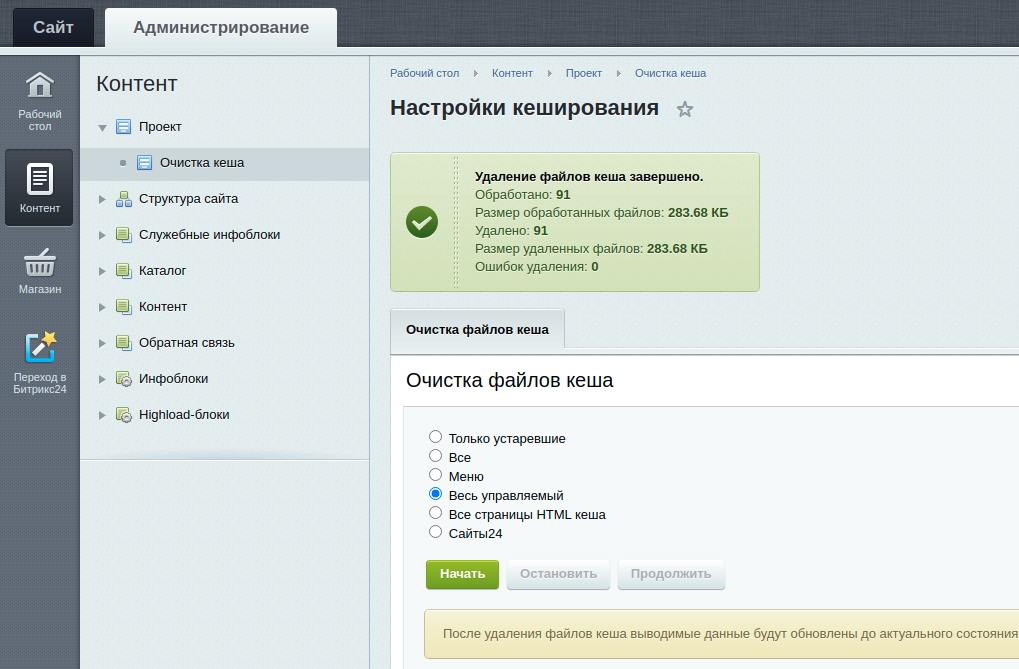 Сайт
Администрирование
Рабочий
стол
Контент
Магазин
Переход в
Битрикс24
Контент
Проект
Очистка кеша
Структура сайта
Служебные инфоблоки
Каталог
Контент
Обратная связь
Инфоблоки
Highload-блоки
Рабочий стол Контент Проект Очистка кеша
Настройки кеширования
Удаление файлов кеша завершено.
Обработано: 91
Размер обработанных файлов: 283.68 КБ
Удалено: 91
Размер удаленных файлов: 283.68 КБ
Ошибок удаления: 0
Очистка файлов кеша
Очистка файлов кеша
Только устаревшие
Все
Меню
Весь управляемый
Все страницы HTML кеша
Сайты24
Начать Остановить Продолжить
После удаления файлов кеша выводимые данные будут обновлены до актуального состояния